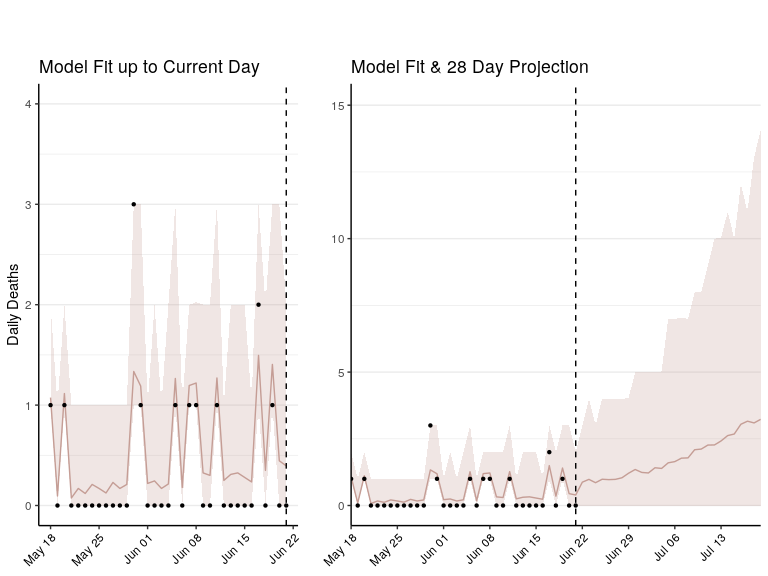 Model Fit up to Current Day
Daily Deaths
4
3
2
1
0
May 18
May 25
Jun 01
Jun 08
Jun 15
Jun 22
Model Fit & 28 Day Projection
15
10
5
0
May 18
May 25
Jun 01
Jun 08
Jun 15
Jun 22
Jun 29
Jul 06
Jul 13